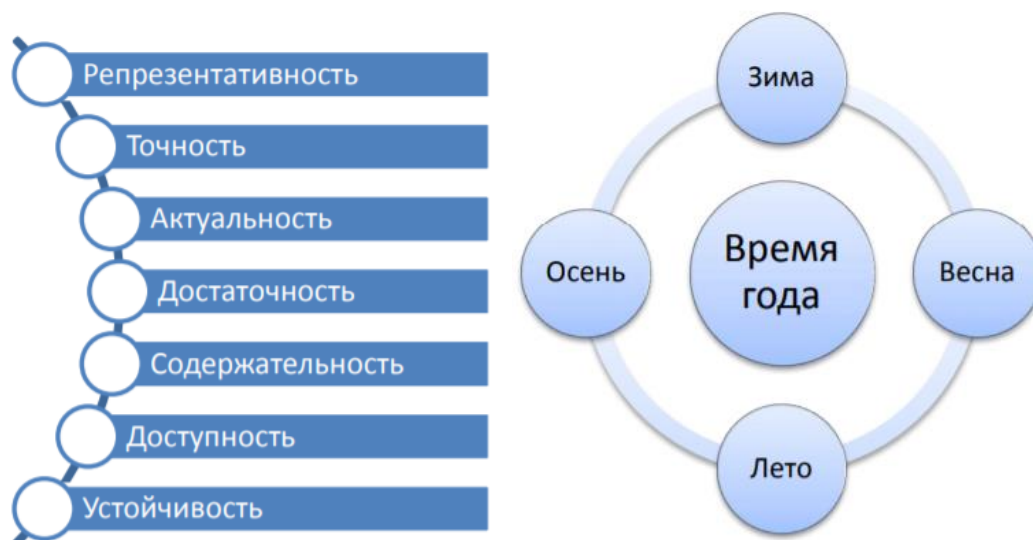 Репрезентативность
Точность
Актуальность
Достаточность
Содержательность
Доступность
Устойчивость
Зима
Осень
Время
года
Весна
Лето